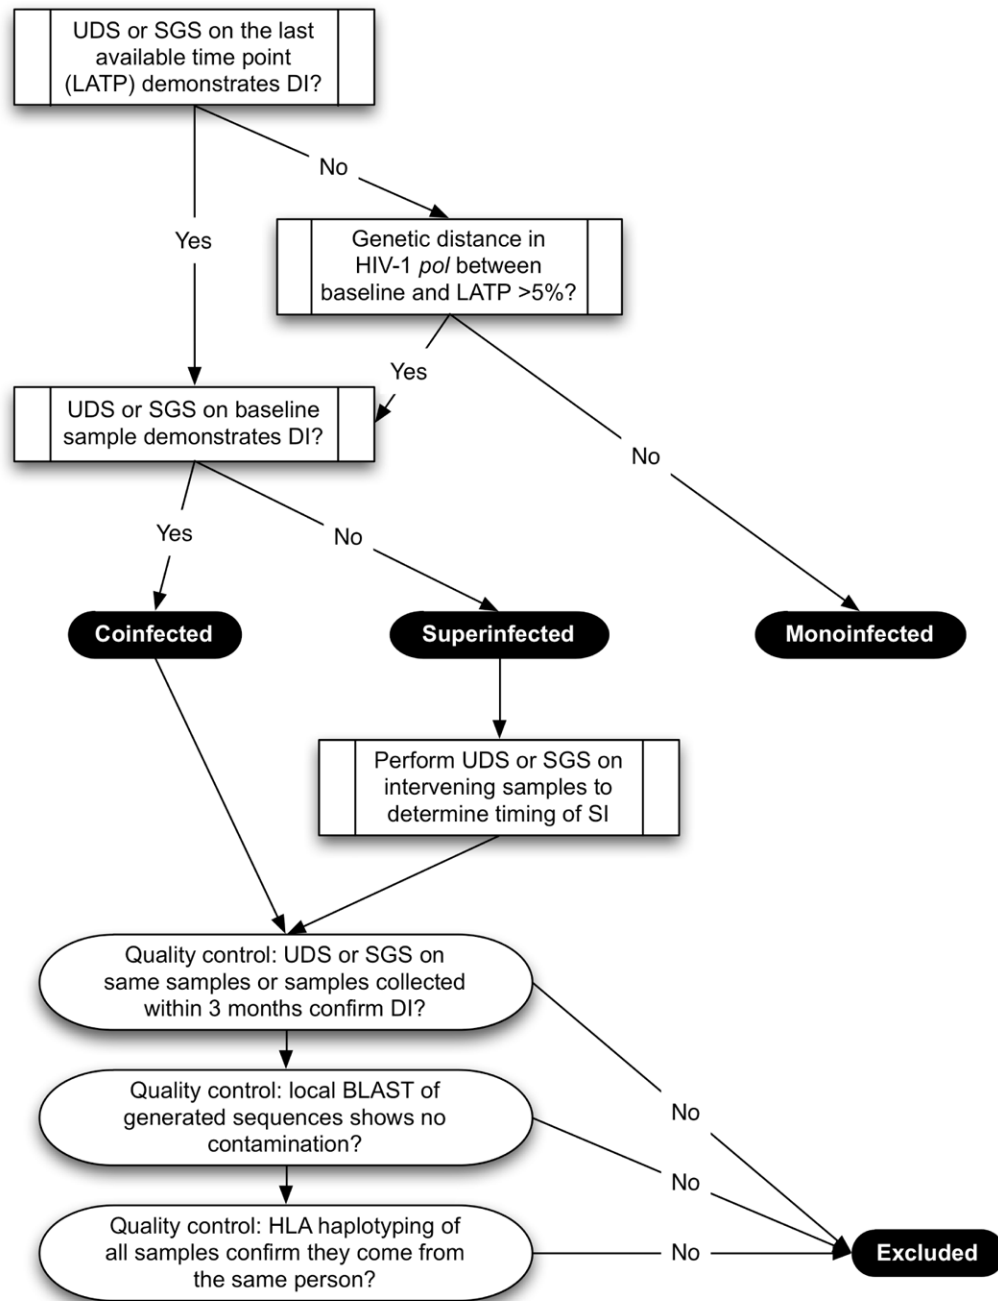 UDS or SGS on the last
available time point
(LATP) demonstrates DI?
No
Yes
Genetic distance in
HIV-1 pol between
baseline and LATP >5%?
Yes
UDS or SGS on baseline
sample demonstrates DI?
No
Yes
No
Coinfected
Superinfected
Monoinfected
Perform UDS or SGS on
intervening samples to
determine timing of SI
Quality control: UDS or SGS on
same samples or samples collected
within 3 months confirm DI?
No
Quality control: local BLAST of
generated sequences shows no
contamination?
No
Quality control: HLA haplotyping of
all samples confirm they come from
the same person?
No
Excluded